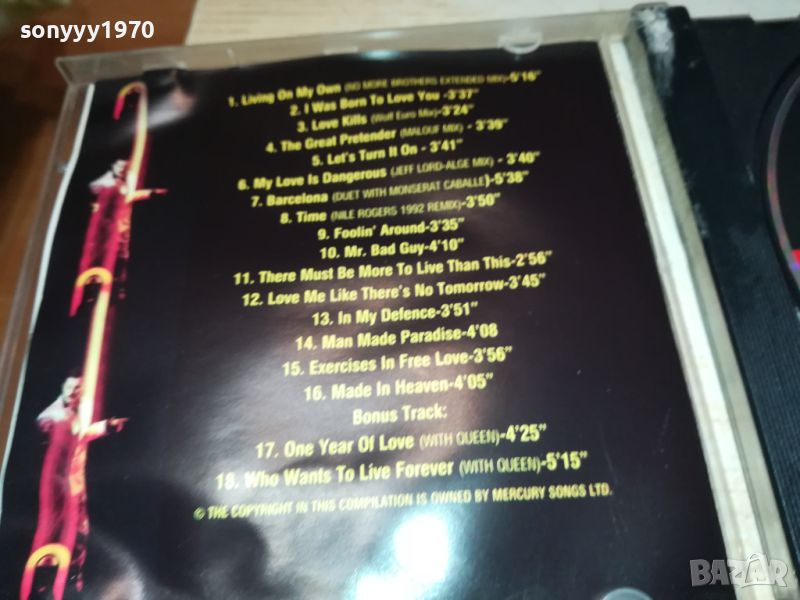 sonyyy1970
1. Living On My Own (NO MORE BROTHERS EXTENDED MIX)-5'16"
2. I Was Born To Love You -3'37"
3. Love Kills (Wolf Euro Mix)-3'24"
4. The Great Pretender (MALOUF MIX) - 3'39"
5. Let's Turn It On - 3'41"
6. My Love Is Dangerous (JEFF LORD-ALGE MIX) - 3'40"
7. Barcelona (DUET WITH MONSERAT CABALLE)-5'38"
8. Time (NILE ROGERS 1992 REMIX)-3'50"
9. Foolin' Around-3'35"
10. Mr. Bad Guy-4'10"
11. There Must Be More To Live Than This-2'56"
12. Love Me Like There's No Tomorrow-3'45"
13. In My Defence-3'51"
14. Man Made Paradise-4'08
15. Exercises In Free Love-3'56"
16. Made In Heaven-4'05"
Bonus Track:
17. One Year Of Love (WITH QUEEN)-4'25"
18. Who Wants To Live Forever (WITH QUEEN)-5'15"
© THE COPYRIGHT IN THIS COMPILATION IS OWNED BY MERCURY SONGS LTD.
BAZAR.bg